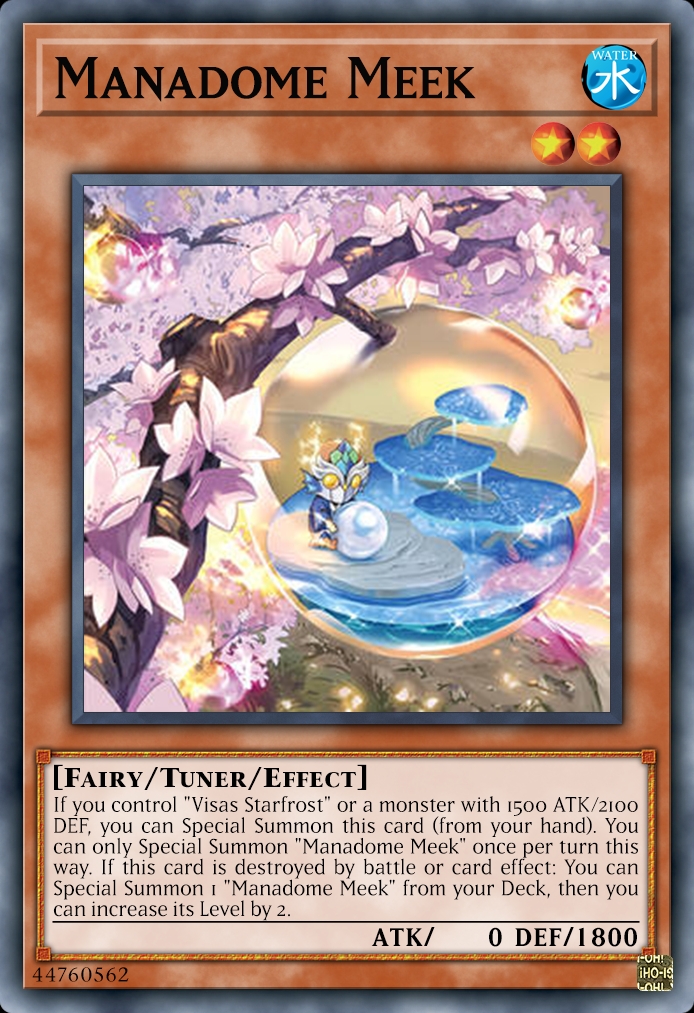 Manadome Meek
WATER
水
[Fairy/Tuner/Effect]
If you control "Visas Starfrost" or a monster with 1500 ATK/2100
DEF, you can Special Summon this card (from your hand). You
can only Special Summon "Manadome Meek" once per turn this
way. If this card is destroyed by battle or card effect: You can
Special Summon 1 "Manadome Meek" from your Deck, then you
can increase its Level by 2.
ATK/ 0 DEF/1800
44760562